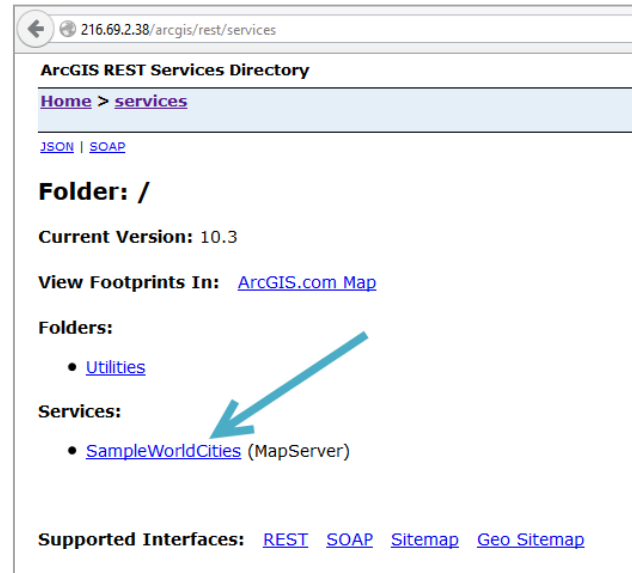 216.69.2.38/arcgis/rest/services
ArcGIS REST Services Directory
Home > services
JSON | SOAP
Folder: /
Current Version: 10.3
View Footprints In: ArcGIS.com Map
Folders:
• Utilities
Services:
• SampleWorldCities (MapServer)
Supported Interfaces: REST SOAP Sitemap Geo Sitemap